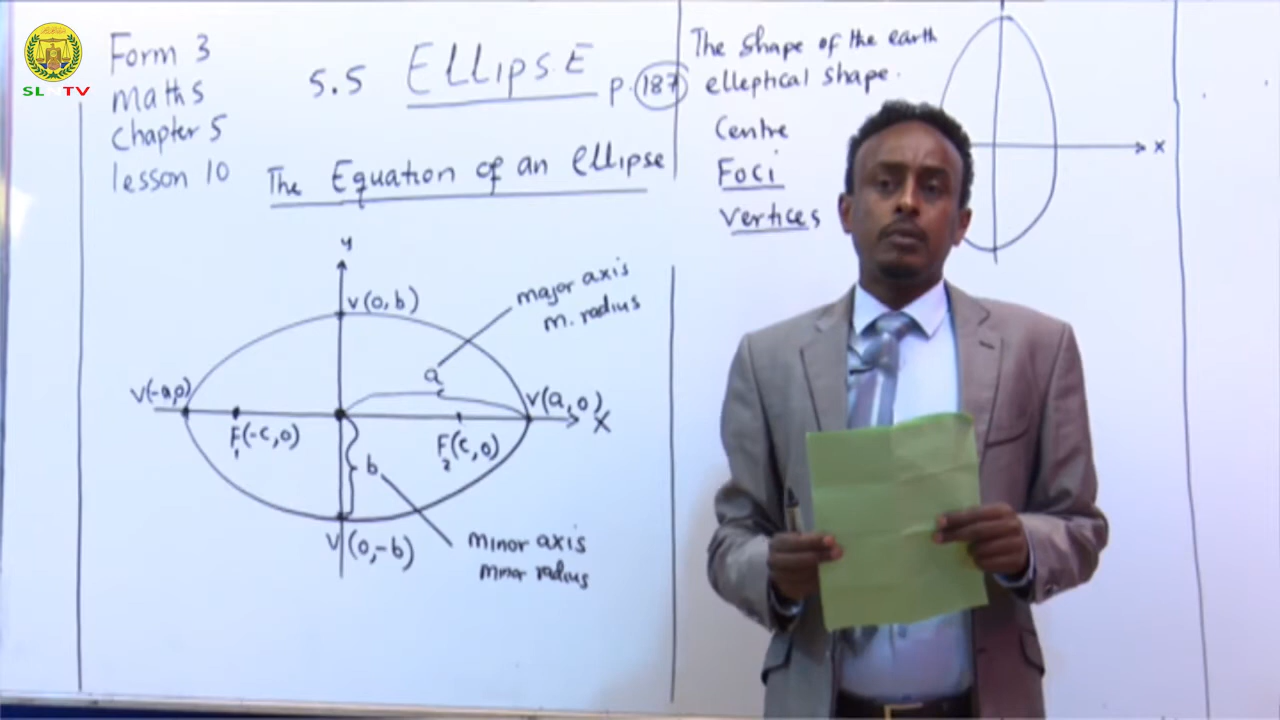 SLNTV
Form 3
Maths
Chapter 5
lesson 10
5.5 ELLIPSE
p. 187
The Equation of an Ellipse
The shape of the earth
elleptical shape.
Centre
Foci
Vertices
x
y
V(0, b)
major axis
m. radius
a
V(-a,0)
V(a, 0)
X
F1(-c, 0)
F2(c, 0)
b
V(0, -b)
minor axis
minor radius